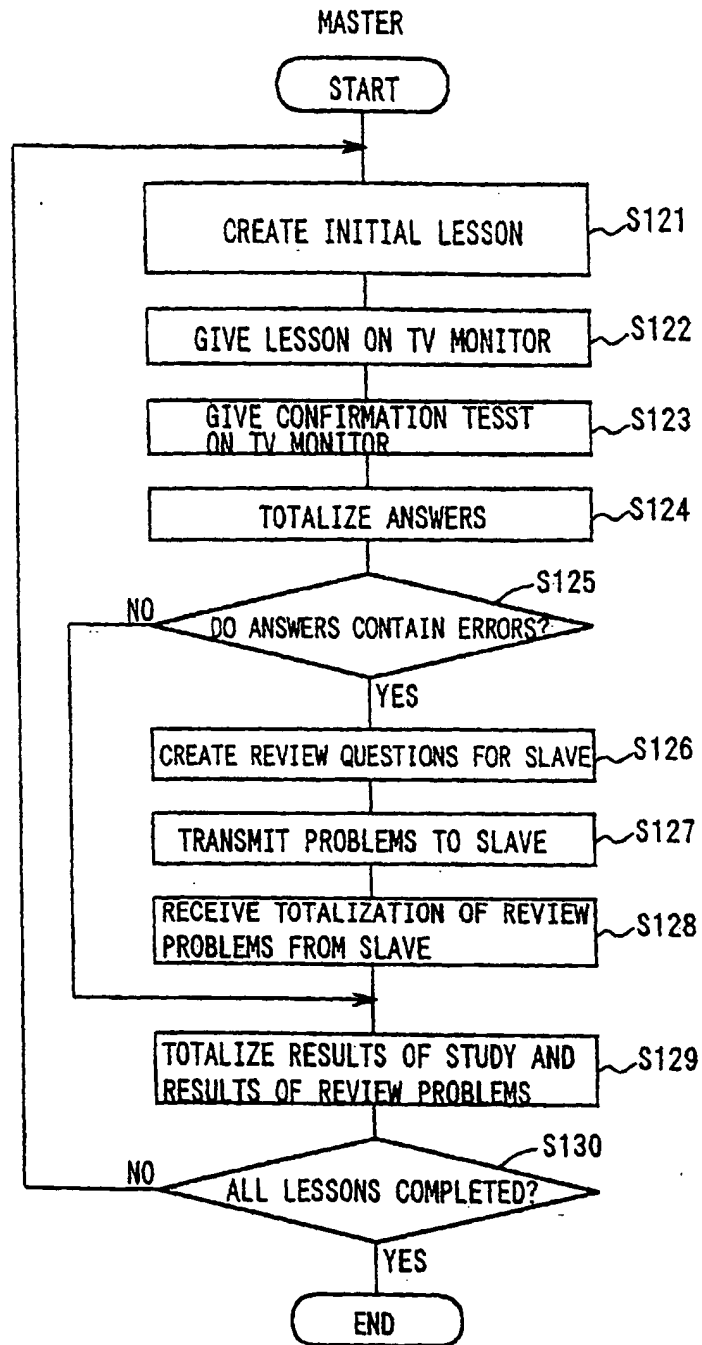 MASTER
START
CREATE INITIAL LESSON
S121
GIVE LESSON ON TV MONITOR
S122
GIVE CONFIRMATION TESST
ON TV MONITOR
S123
TOTALIZE ANSWERS
S124
S125
NO
DO ANSWERS CONTAIN ERRORS?
YES
CREATE REVIEW QUESTIONS FOR SLAVE
S126
TRANSMIT PROBLEMS TO SLAVE
S127
RECEIVE TOTALIZATION OF REVIEW
PROBLEMS FROM SLAVE
S128
TOTALIZE RESULTS OF STUDY AND
RESULTS OF REVIEW PROBLEMS
S129
S130
NO
ALL LESSONS COMPLETED?
YES
END